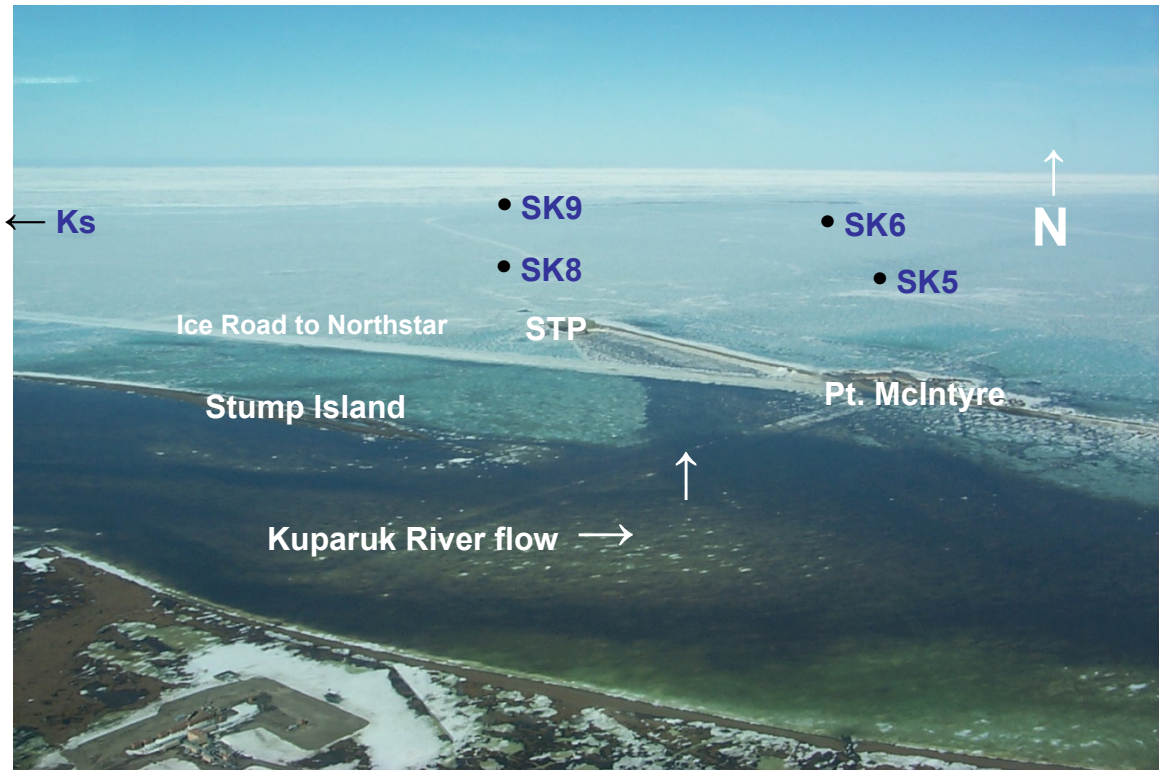 SK9
← Ks
SK6
N
SK8
SK5
Ice Road to Northstar
STP
Pt. McIntyre
Stump Island
Kuparuk River flow →